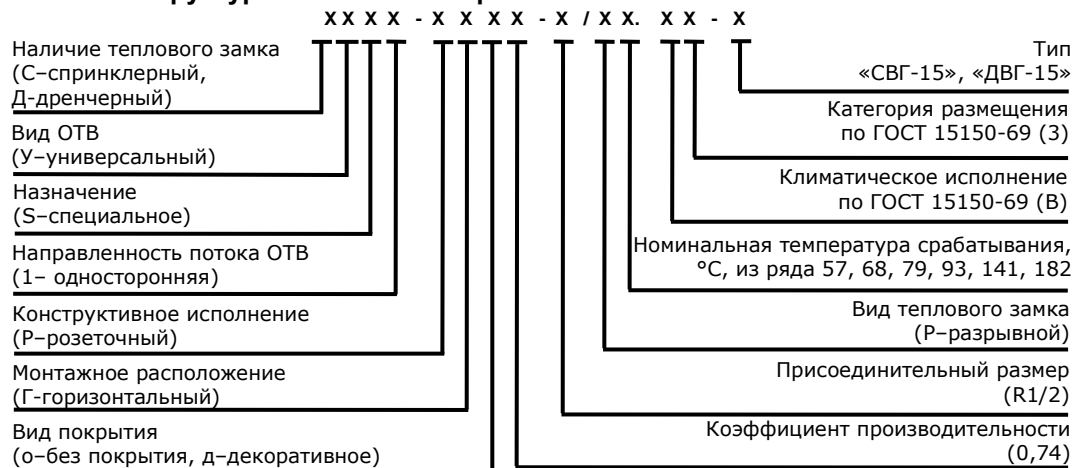 X X X X - X X X X - X / X X. X X - X
Наличие теплового замка
(С–спринклерный,
Д-дренчерный)
Вид ОТВ
(У–универсальный)
Назначение
(S–специальное)
Направленность потока ОТВ
(1– односторонняя)
Конструктивное исполнение
(Р–розеточный)
Монтажное расположение
(Г-горизонтальный)
Вид покрытия
(о–без покрытия, д–декоративное)
Тип
«СВГ-15», «ДВГ-15»
Категория размещения
по ГОСТ 15150-69 (3)
Климатическое исполнение
по ГОСТ 15150-69 (В)
Номинальная температура срабатывания,
°С, из ряда 57, 68, 79, 93, 141, 182
Вид теплового замка
(Р–разрывной)
Присоединительный размер
(R1/2)
Коэффициент производительности
(0,74)